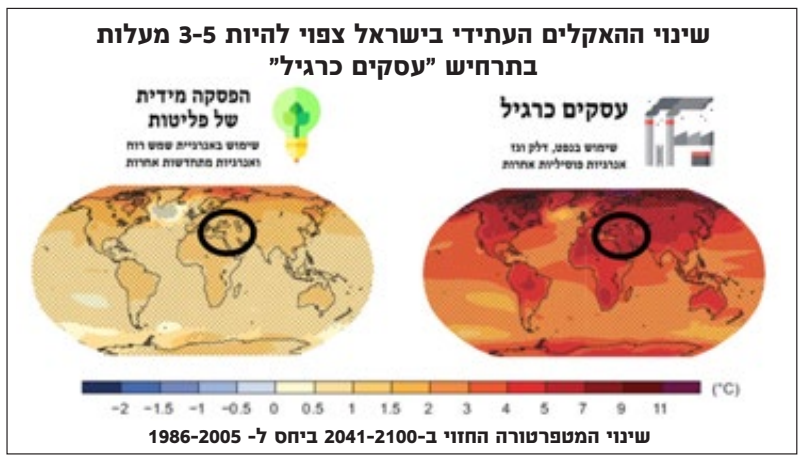 שינוי ההאקלים העתידי בישראל צפוי להיות 3-5 מעלות
בתרחיש "עסקים כרגיל"
הפסקה מידית
של פליטות
שימוש באנרגיית שמש רוח
ואנרגיות מתחדשות אחרות
עסקים כרגיל
שימוש בנפט, דלק וגז
אנרגיות פוסיליות אחרות
−2 −1.5 −1 −0.5 0 0.5 1 1.5 2 3 4 5 7 9 11 (°C)
שינוי המטפרטורה החזוי ב-2041-2100 ביחס ל- 1986-2005